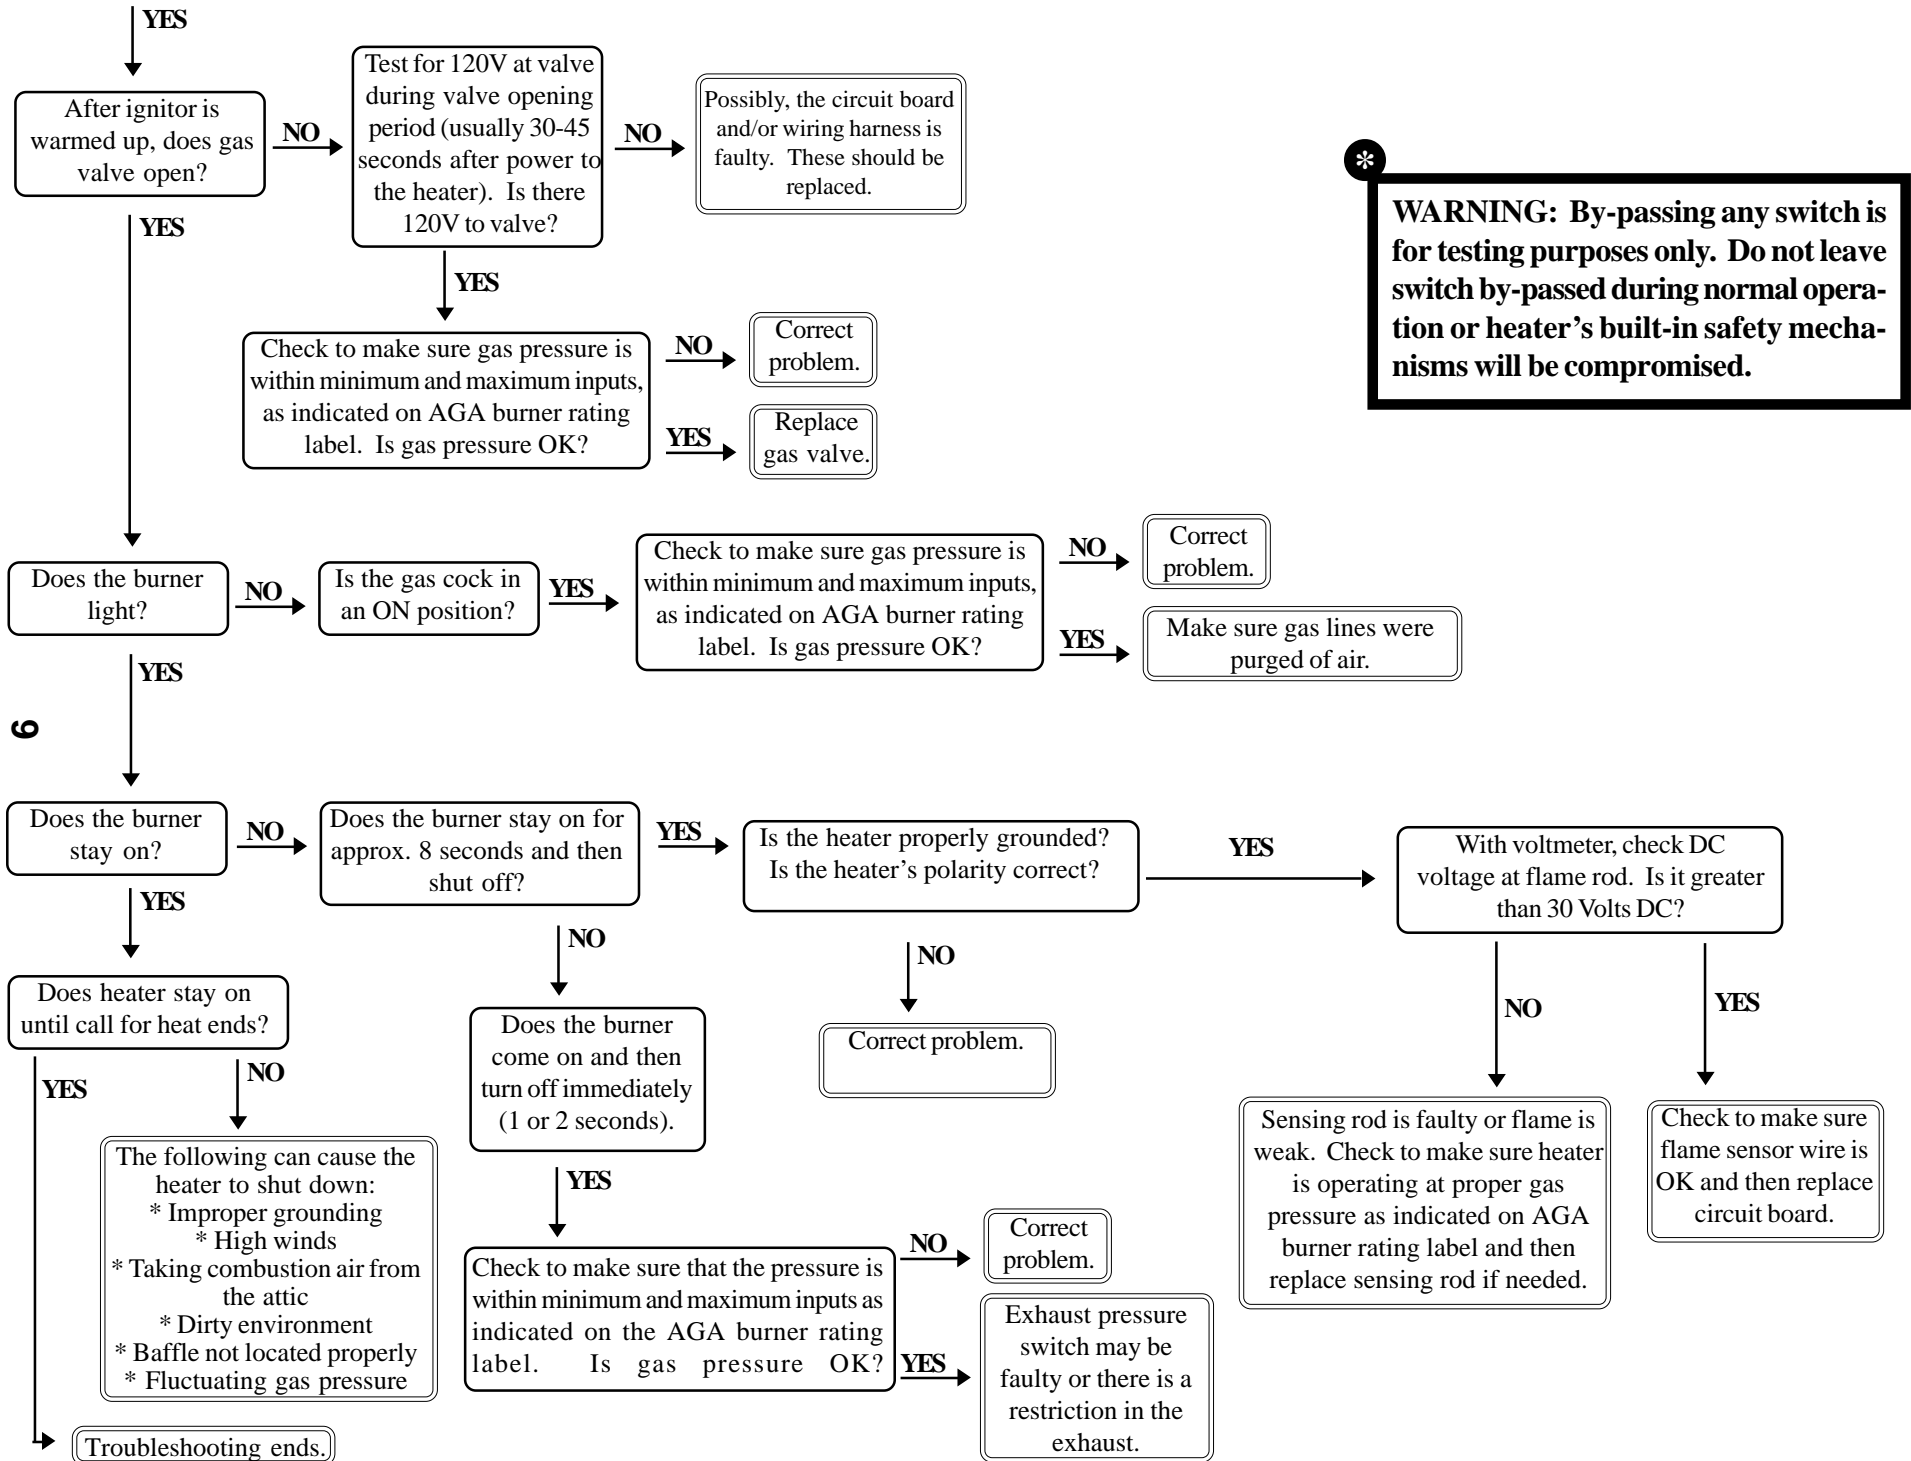 YES
After ignitor is
warmed up, does gas
valve open?
NO
Test for 120V at valve
during valve opening
period (usually 30-45
seconds after power to
the heater). Is there
120V to valve?
NO
Possibly, the circuit board
and/or wiring harness is
faulty. These should be
replaced.
*
WARNING: By-passing any switch is
for testing purposes only. Do not leave
switch by-passed during normal opera-
tion or heater's built-in safety mecha-
nisms will be compromised.
YES
YES
Check to make sure gas pressure is
within minimum and maximum inputs,
as indicated on AGA burner rating
label. Is gas pressure OK?
NO
Correct
problem.
YES
Replace
gas valve.
Does the burner
light?
NO
Is the gas cock in
an ON position?
YES
Check to make sure gas pressure is
within minimum and maximum inputs,
as indicated on AGA burner rating
label. Is gas pressure OK?
NO
Correct
problem.
YES
Make sure gas lines were
purged of air.
YES
9
Does the burner
stay on?
NO
Does the burner stay on for
approx. 8 seconds and then
shut off?
YES
Is the heater properly grounded?
Is the heater's polarity correct?
YES
With voltmeter, check DC
voltage at flame rod. Is it greater
than 30 Volts DC?
YES
NO
NO
NO
YES
Does heater stay on
until call for heat ends?
Does the burner
come on and then
turn off immediately
(1 or 2 seconds).
Correct problem.
YES
NO
Sensing rod is faulty or flame is
weak. Check to make sure heater
is operating at proper gas
pressure as indicated on AGA
burner rating label and then
replace sensing rod if needed.
Check to make sure
flame sensor wire is
OK and then replace
circuit board.
The following can cause the
heater to shut down:
* Improper grounding
* High winds
* Taking combustion air from
the attic
* Dirty environment
* Baffle not located properly
* Fluctuating gas pressure
YES
Check to make sure that the pressure is
within minimum and maximum inputs as
indicated on the AGA burner rating
label. Is gas pressure OK?
NO
Correct
problem.
YES
Exhaust pressure
switch may be
faulty or there is a
restriction in the
exhaust.
Troubleshooting ends.